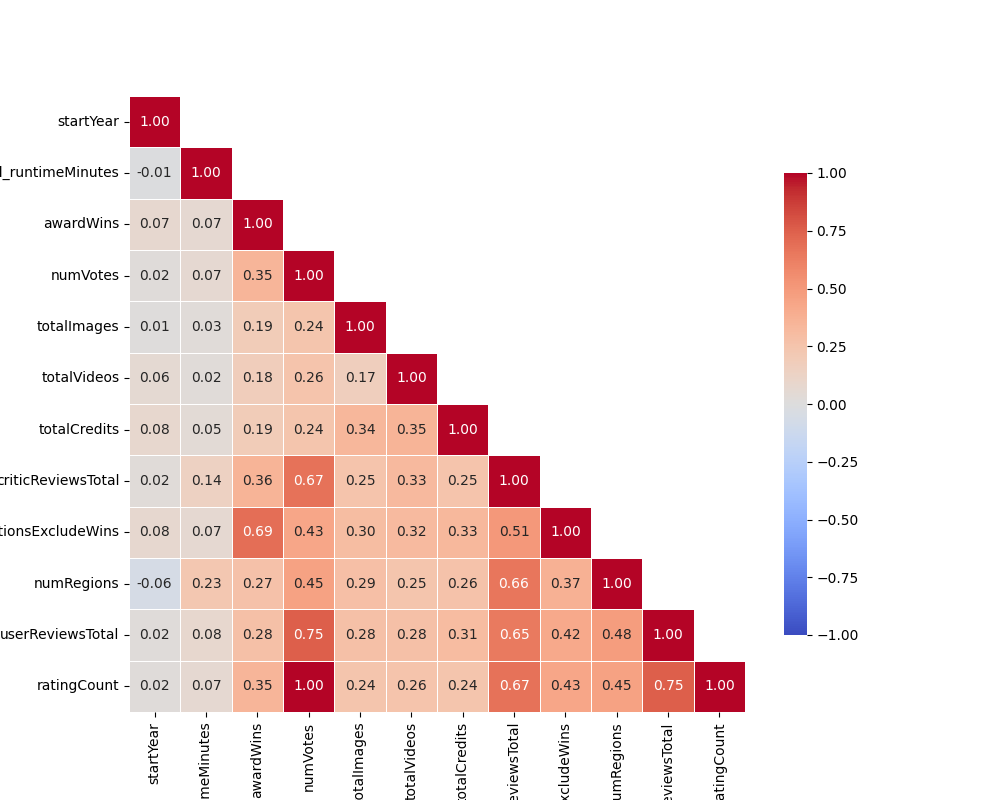 startYear 1.00
l_runtimeMinutes -0.01 1.00
awardWins 0.07 0.07 1.00
numVotes 0.02 0.07 0.35 1.00
totalImages 0.01 0.03 0.19 0.24 1.00
totalVideos 0.06 0.02 0.18 0.26 0.17 1.00
totalCredits 0.08 0.05 0.19 0.24 0.34 0.35 1.00
criticReviewsTotal 0.02 0.14 0.36 0.67 0.25 0.33 0.25 1.00
tionsExcludeWins 0.08 0.07 0.69 0.43 0.30 0.32 0.33 0.51 1.00
numRegions -0.06 0.23 0.27 0.45 0.29 0.25 0.26 0.66 0.37 1.00
userReviewsTotal 0.02 0.08 0.28 0.75 0.28 0.28 0.31 0.65 0.42 0.48 1.00
ratingCount 0.02 0.07 0.35 1.00 0.24 0.26 0.24 0.67 0.43 0.45 0.75 1.00
startYear
meMinutes
awardWins
numVotes
otalImages
totalVideos
otalCredits
eviewsTotal
xcludeWins
umRegions
eviewsTotal
atingCount
1.00
0.75
0.50
0.25
0.00
−0.25
−0.50
−0.75
−1.00